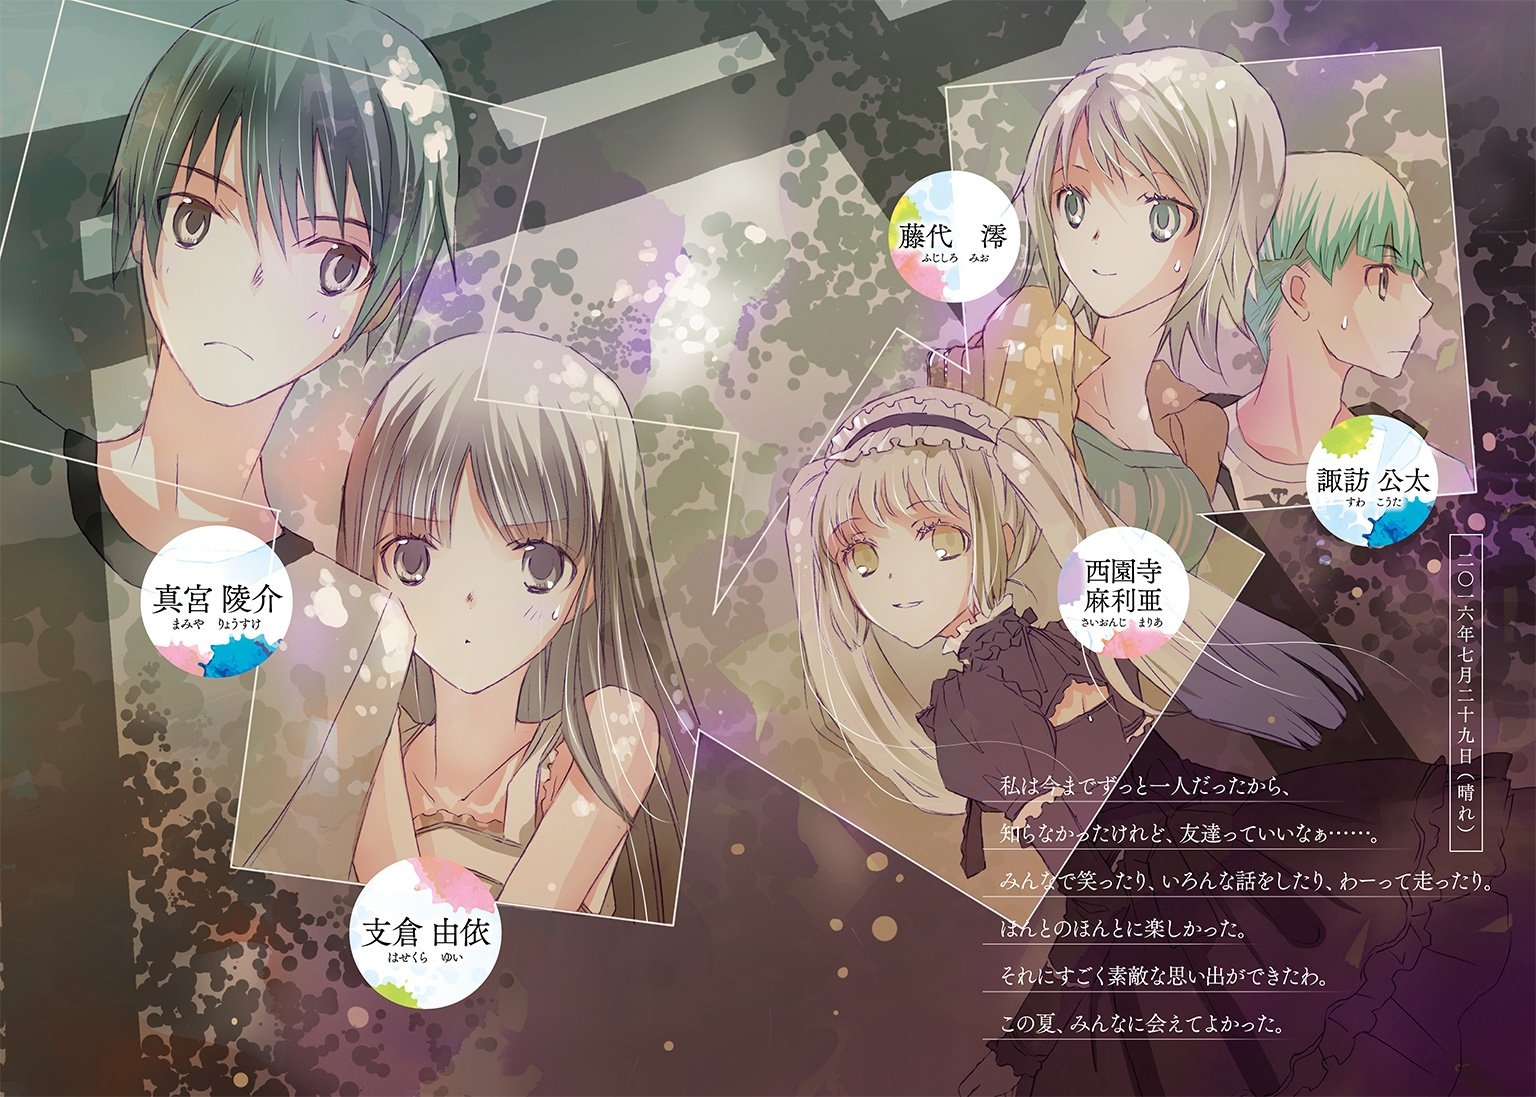 藤代 澪
ふじしろ みお
諏訪 公太
すわ こうた
真宮 陵介
まみや りょうすけ
西園寺
麻利亜
さいおんじ まりあ
支倉 由依
はせくら ゆい
二〇一六年七月二十九日(晴れ)
私は今までずっと一人だったから、
知らなかったけれど、友達っていいなぁ……。
みんなで笑ったり、いろんな話をしたり、わーって走ったり。
ほんとのほんとに楽しかった。
それにすごく素敵な思い出ができたわ。
この夏、みんなに会えてよかった。